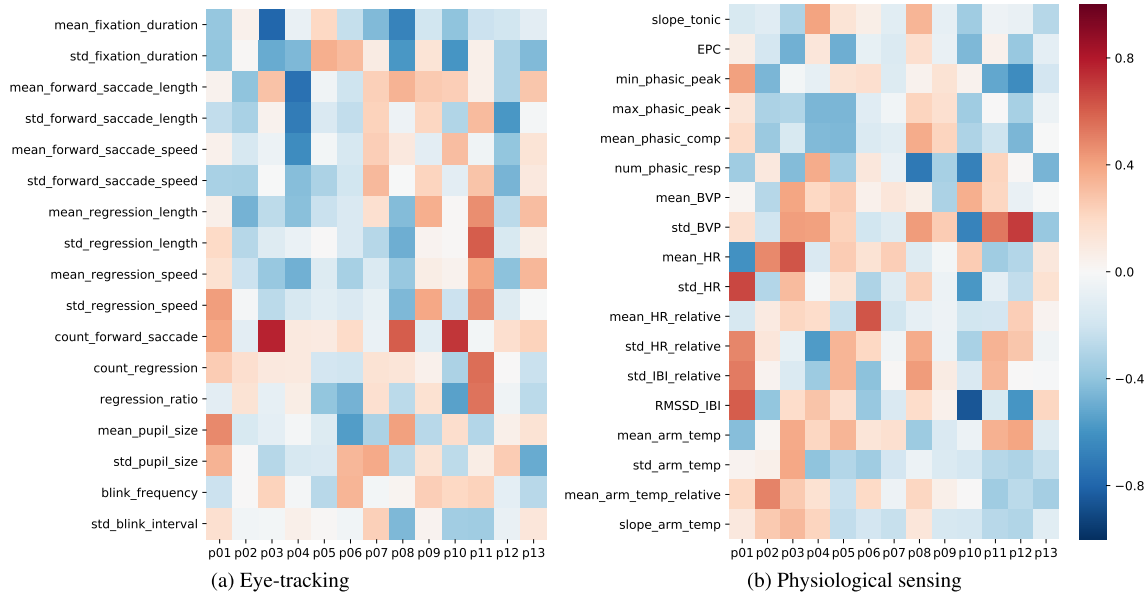 mean_fixation_duration
std_fixation_duration
mean_forward_saccade_length
std_forward_saccade_length
mean_forward_saccade_speed
std_forward_saccade_speed
mean_regression_length
std_regression_length
mean_regression_speed
std_regression_speed
count_forward_saccade
count_regression
regression_ratio
mean_pupil_size
std_pupil_size
blink_frequency
std_blink_interval
p01 p02 p03 p04 p05 p06 p07 p08 p09 p10 p11 p12 p13
(a) Eye-tracking
slope_tonic
EPC
min_phasic_peak
max_phasic_peak
mean_phasic_comp
num_phasic_resp
mean_BVP
std_BVP
mean_HR
std_HR
mean_HR_relative
std_HR_relative
std_IBI_relative
RMSSD_IBI
mean_arm_temp
std_arm_temp
mean_arm_temp_relative
slope_arm_temp
p01 p02 p03 p04 p05 p06 p07 p08 p09 p10 p11 p12 p13
(b) Physiological sensing
0.8
0.4
0.0
−0.4
−0.8